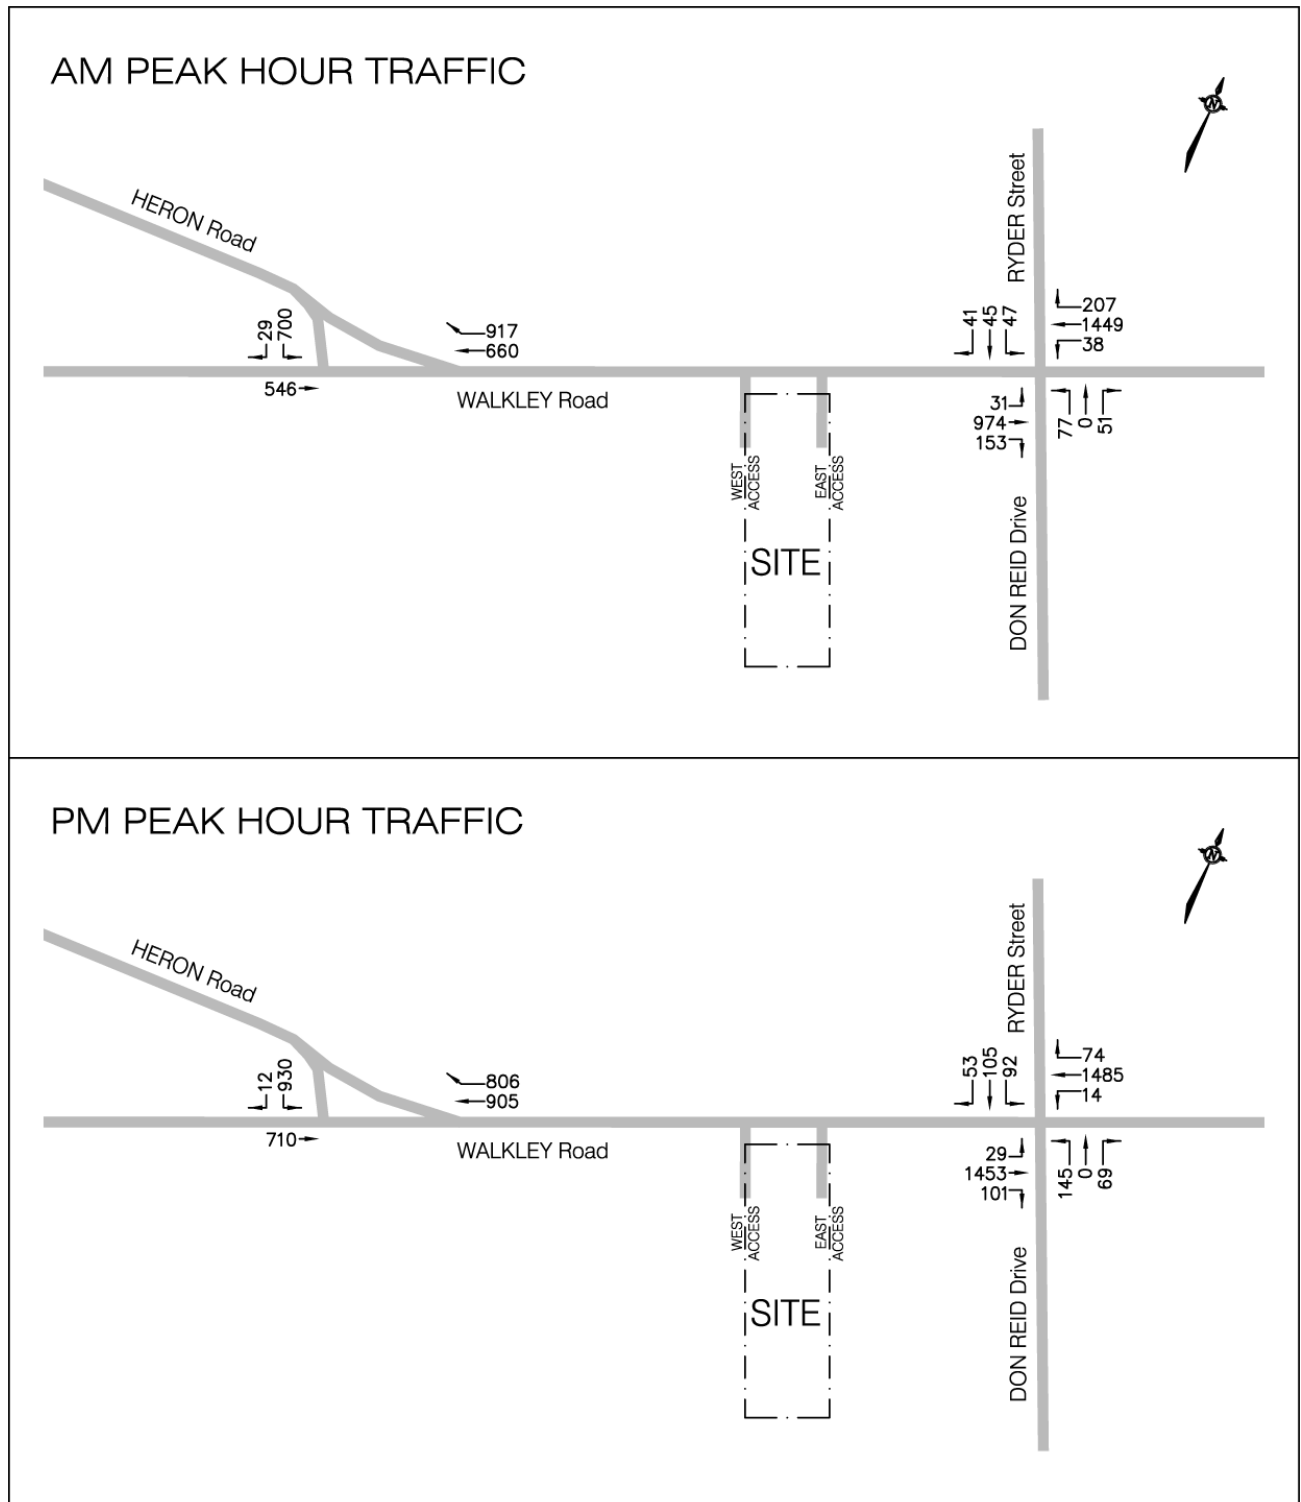 AM PEAK HOUR TRAFFIC
N
HERON Road
RYDER Street
29
700
917
660
41
45
47
207
1449
38
546
WALKLEY Road
31
974
153
77
0
51
WEST
ACCESS
EAST
ACCESS
SITE
DON REID Drive
PM PEAK HOUR TRAFFIC
N
HERON Road
RYDER Street
12
930
806
905
53
105
92
74
1485
14
710
WALKLEY Road
29
1453
101
145
0
69
WEST
ACCESS
EAST
ACCESS
SITE
DON REID Drive